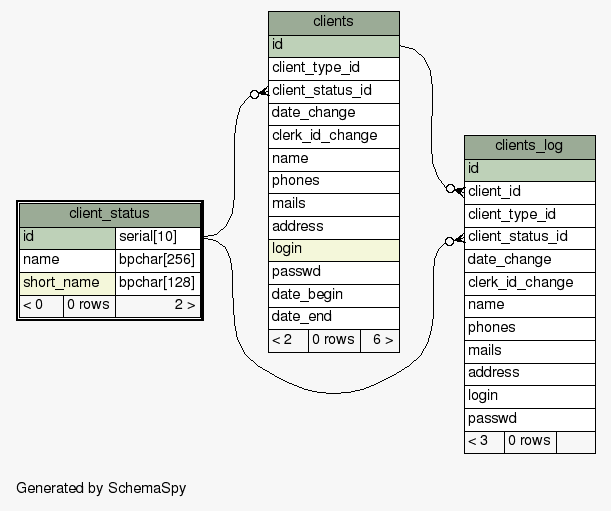 clients
id
client_type_id
client_status_id
date_change
clerk_id_change
name
phones
mails
address
login
passwd
date_begin
date_end
< 2 0 rows 6 >
clients_log
id
client_id
client_type_id
client_status_id
date_change
clerk_id_change
name
phones
mails
address
login
passwd
< 3 0 rows
client_status
id serial[10]
name bpchar[256]
short_name bpchar[128]
< 0 0 rows 2 >
Generated by SchemaSpy